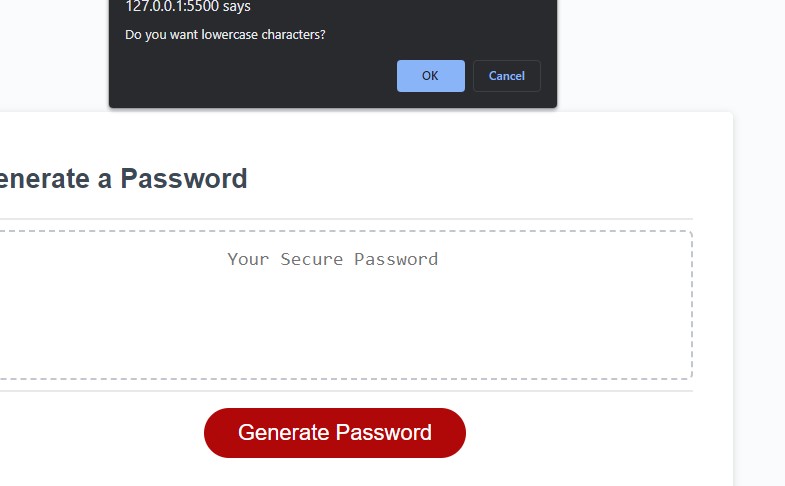 127.0.0.1:5500 says
Do you want lowercase characters?
OK
Cancel
enerate a Password
Your Secure Password
Generate Password